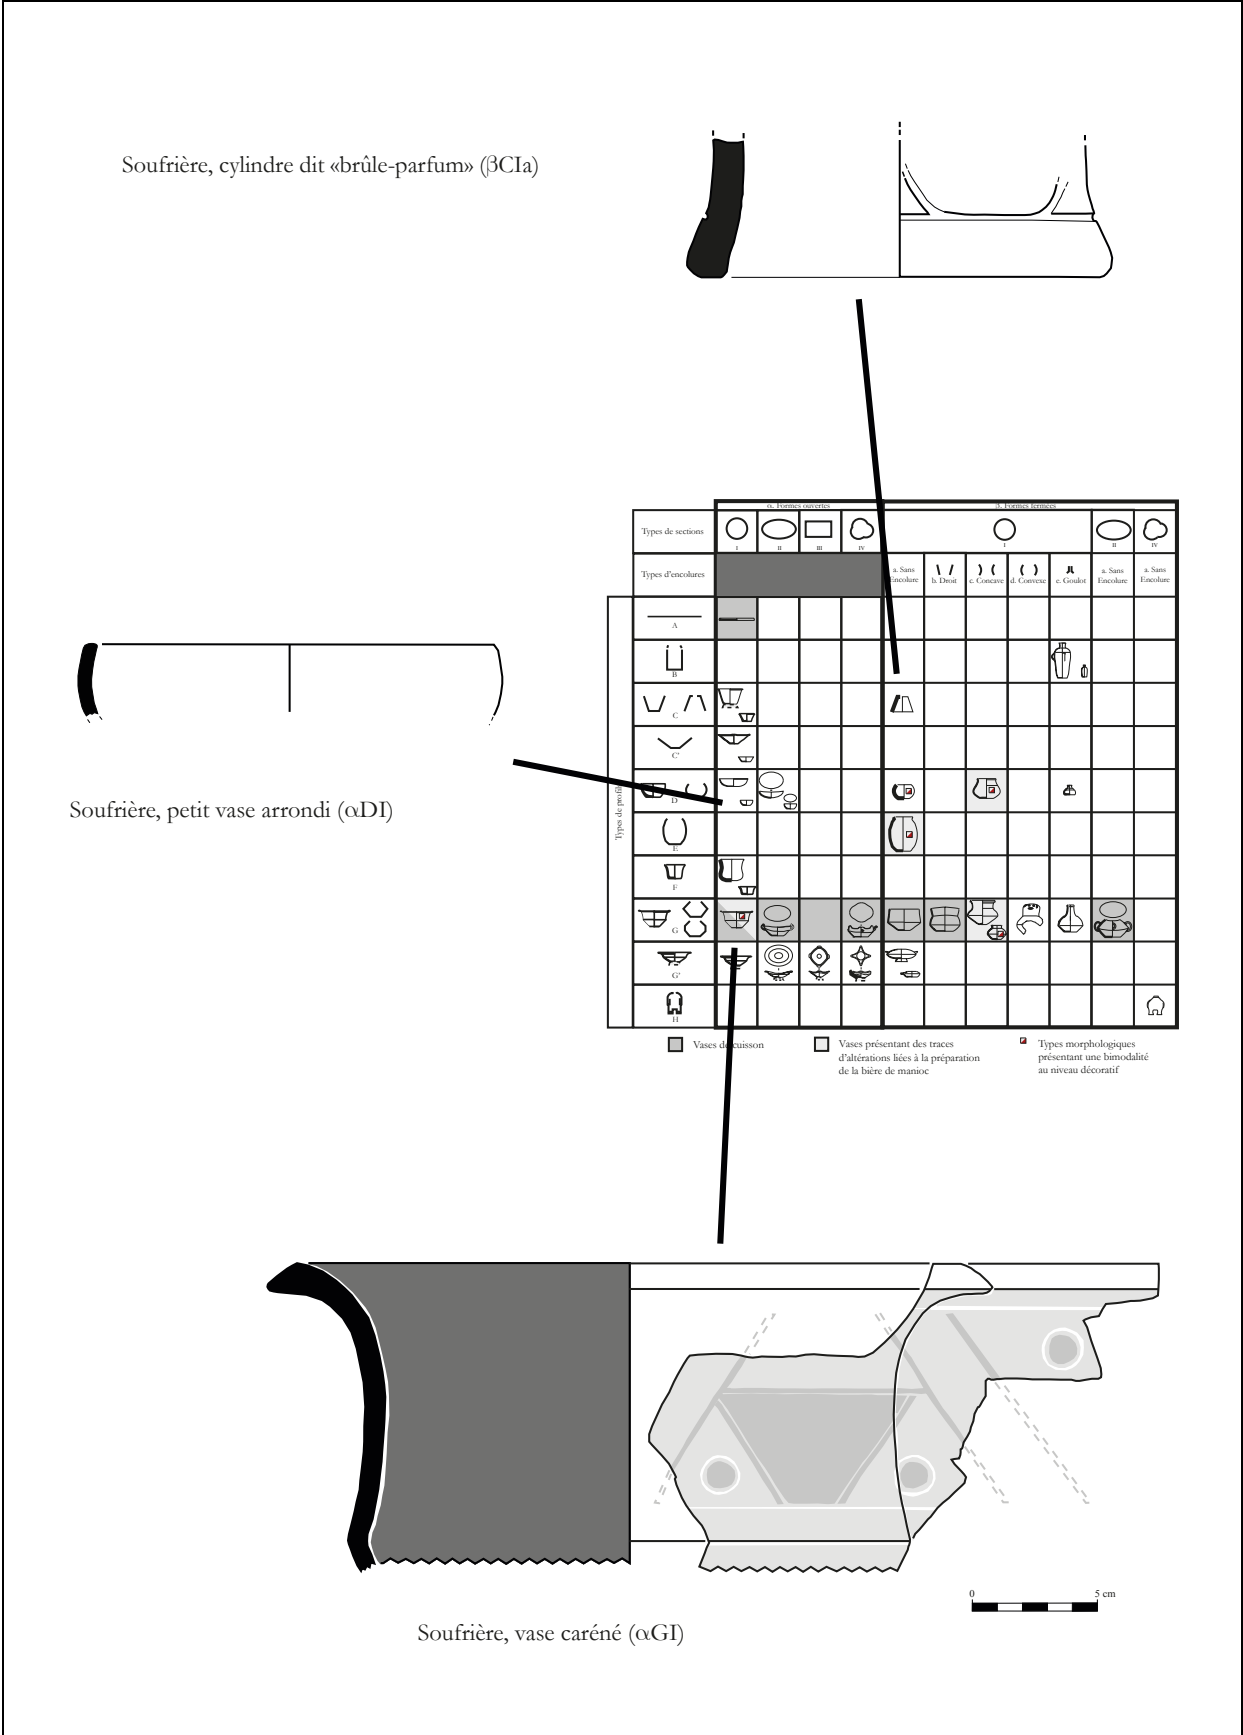 Soufrière, cylindre dit «brûle-parfum» (βCIa)
α. Formes ouvertes
β. Formes fermées
Types de sections
I
II
III
IV
I
II
IV
Types d'encolures
a. Sans
Encolure
b. Droit
c. Concave
d. Convexe
e. Goulot
a. Sans
Encolure
a. Sans
Encolure
Types de profils
A
B
C
C'
D
E
F
G
G'
H
Soufrière, petit vase arrondi (αDI)
Vases de cuisson
Vases présentant des traces
d'altérations liées à la préparation
de la bière de manioc
Types morphologiques
présentant une bimodalité
au niveau décoratif
0
5 cm
Soufrière, vase caréné (αGI)